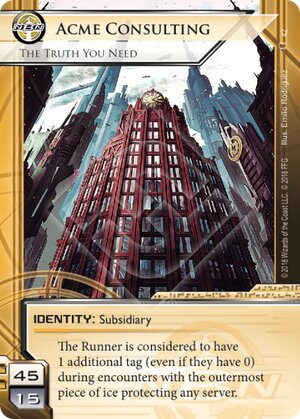 NBN
ACME CONSULTING
THE TRUTH YOU NEED
Illus. Emilio Rodriguez
© 2018 Wizards of the Coast LLC. © 2018 FFG
IDENTITY: Subsidiary
The Runner is considered to have
1 additional tag (even if they have 0)
during encounters with the outermost
piece of ice protecting any server.
45
15